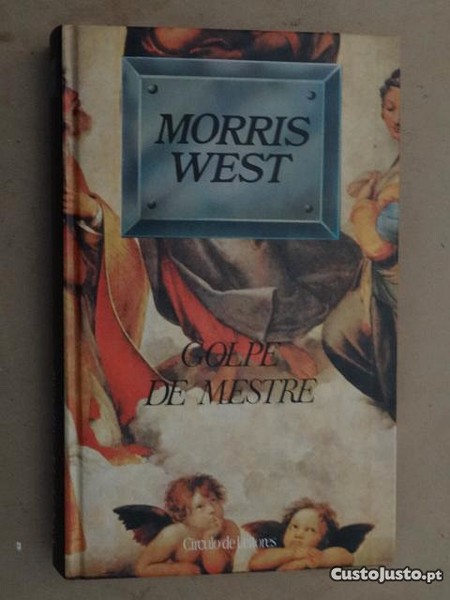 MORRIS
WEST
GOLPE
DE MESTRE
Círculo de Leitores
CustoJusto.pt